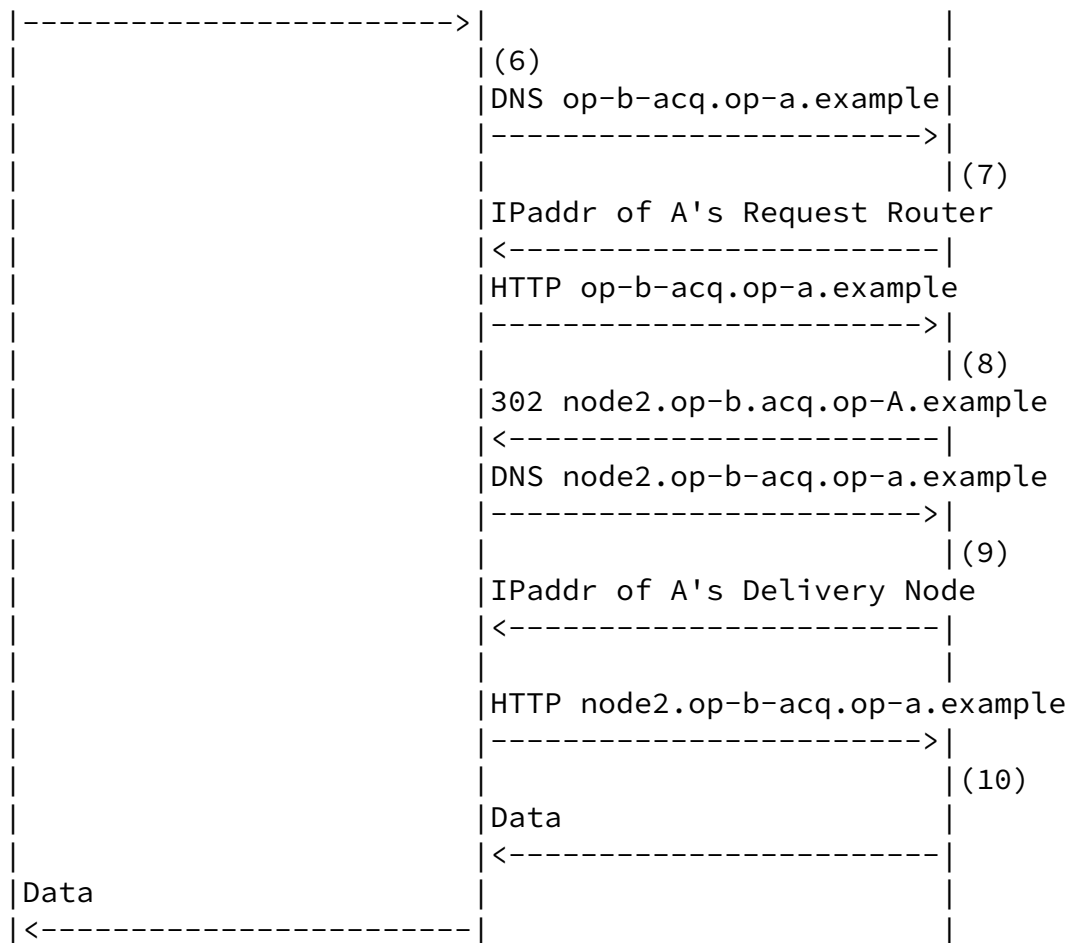 |------------------------>|                          |
|                         |(6)                       |
|                         |DNS op-b-acq.op-a.example|
|                         |------------------------>|
|                         |                         |(7)
|                         |IPaddr of A's Request Router
|                         |<------------------------|
|                         |HTTP op-b-acq.op-a.example
|                         |------------------------>|
|                         |                         |(8)
|                         |302 node2.op-b.acq.op-A.example
|                         |<------------------------|
|                         |DNS node2.op-b-acq.op-a.example
|                         |------------------------>|
|                         |                         |(9)
|                         |IPaddr of A's Delivery Node
|                         |<------------------------|
|                         |                         |
|                         |HTTP node2.op-b-acq.op-a.example
|                         |------------------------>|
|                         |                         |(10)
|                         |Data                     |
|                         |<------------------------|
|Data                     |                         |
|<------------------------|                         |